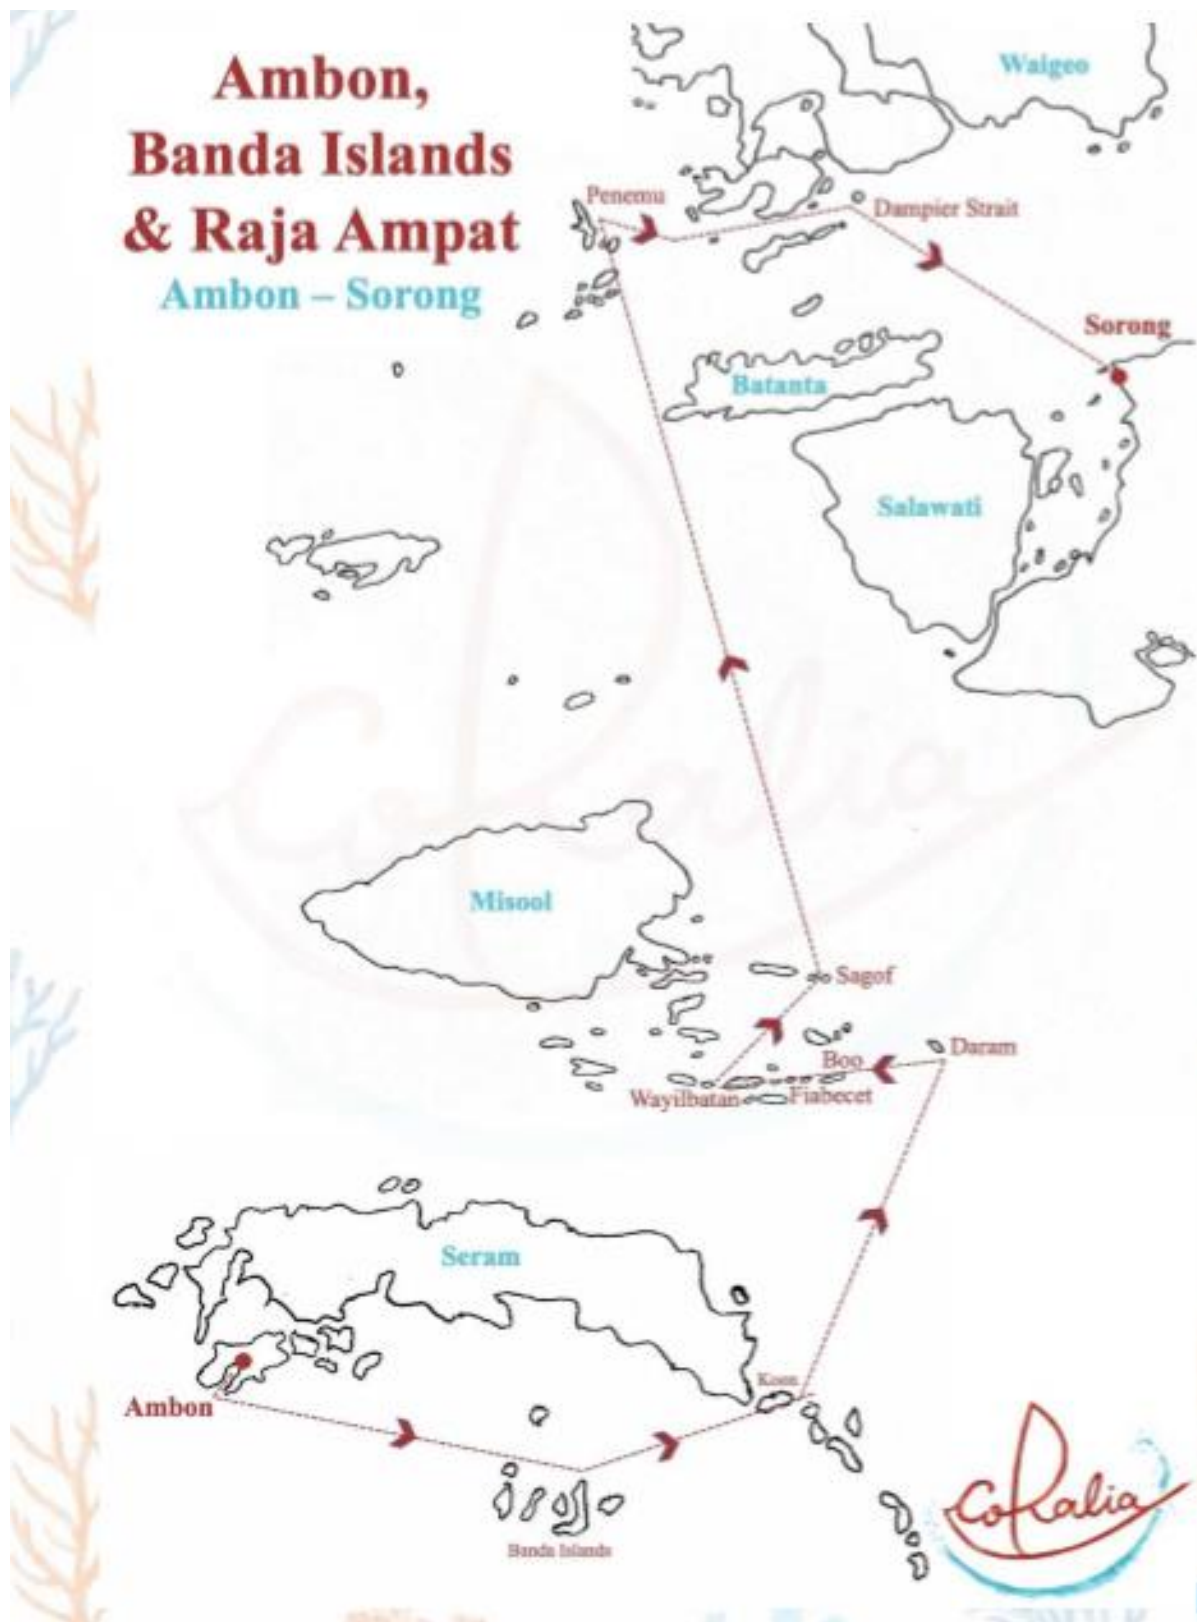 Ambon,
Banda Islands
& Raja Ampat
Ambon – Sorong
Waigeo
Penemu
Dampier Strait
Sorong
Batanta
Salawati
Misool
Sagof
Daram
Boo
Wayilbatan
Fiabecet
Seram
Koon
Ambon
Banda Islands
CoRalia